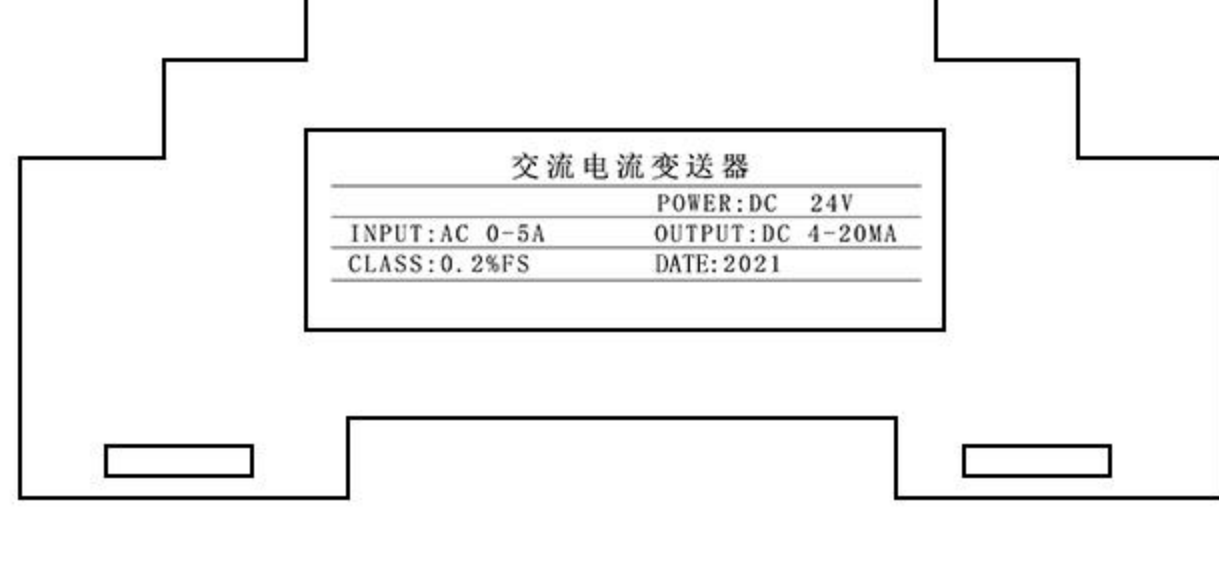 交流电流变送器
POWER:DC 24V
INPUT:AC 0-5A OUTPUT:DC 4-20MA
CLASS:0.2%FS DATE:2021